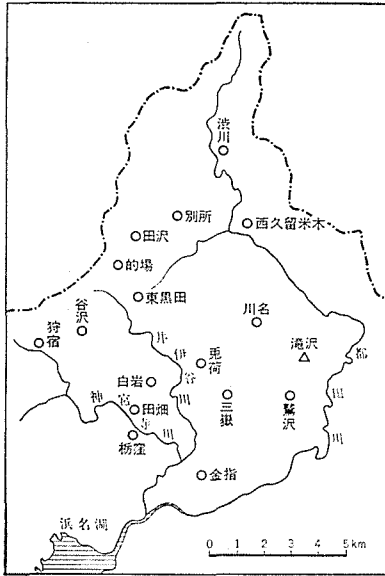 渋川
別所
西久留米木
田沢
的場
東黒田
川名
谷沢
狩宿
井伊谷川
兎荷
滝沢
都田川
白岩
神宮寺川
田畑
三嶽
鷲沢
栃窪
金指
浜名湖
0 1 2 3 4 5km